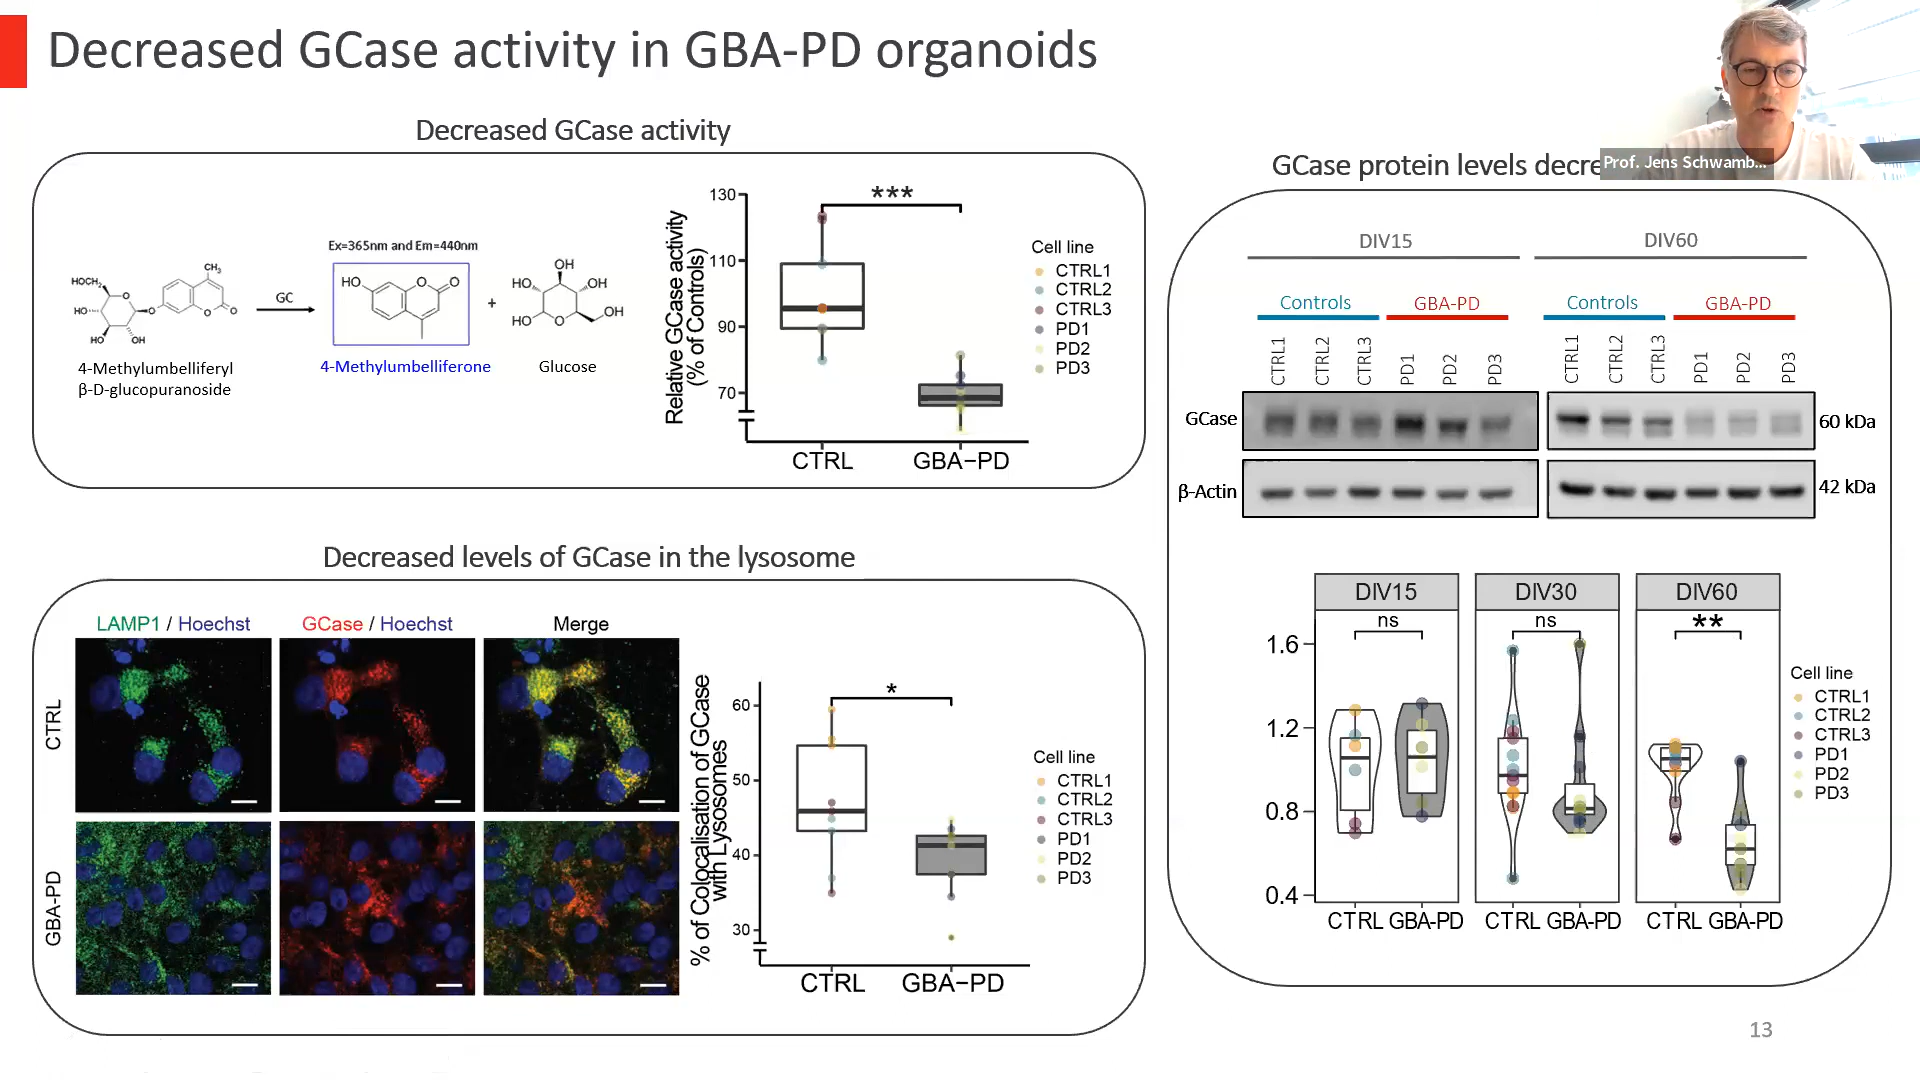 Decreased GCase activity in GBA-PD organoids
Prof. Jens Schwamb...
Decreased GCase activity
Ex=365nm and Em=440nm
HOCH₂
HO
HO
OH
O
O
O
O
CH₃
GC
HO
O
O
+
OH
HO
OH
HO
O
OH
4-Methylumbelliferyl
β-D-glucopuranoside
4-Methylumbelliferone
Glucose
Relative GCase activity
(% of Controls)
130
110
90
70
***
CTRL
GBA−PD
Cell line
CTRL1
CTRL2
CTRL3
PD1
PD2
PD3
Decreased levels of GCase in the lysosome
LAMP1 / Hoechst
GCase / Hoechst
Merge
CTRL
GBA-PD
% of Colocalisation of GCase
with Lysosomes
60
50
40
30
*
CTRL
GBA−PD
Cell line
CTRL1
CTRL2
CTRL3
PD1
PD2
PD3
GCase protein levels decre
DIV15
DIV60
Controls
GBA-PD
Controls
GBA-PD
CTRL1
CTRL2
CTRL3
PD1
PD2
PD3
CTRL1
CTRL2
CTRL3
PD1
PD2
PD3
GCase
60 kDa
β-Actin
42 kDa
DIV15
DIV30
DIV60
ns
ns
**
1.6
1.2
0.8
0.4
CTRL GBA-PD
CTRL GBA-PD
CTRL GBA-PD
Cell line
CTRL1
CTRL2
CTRL3
PD1
PD2
PD3
13